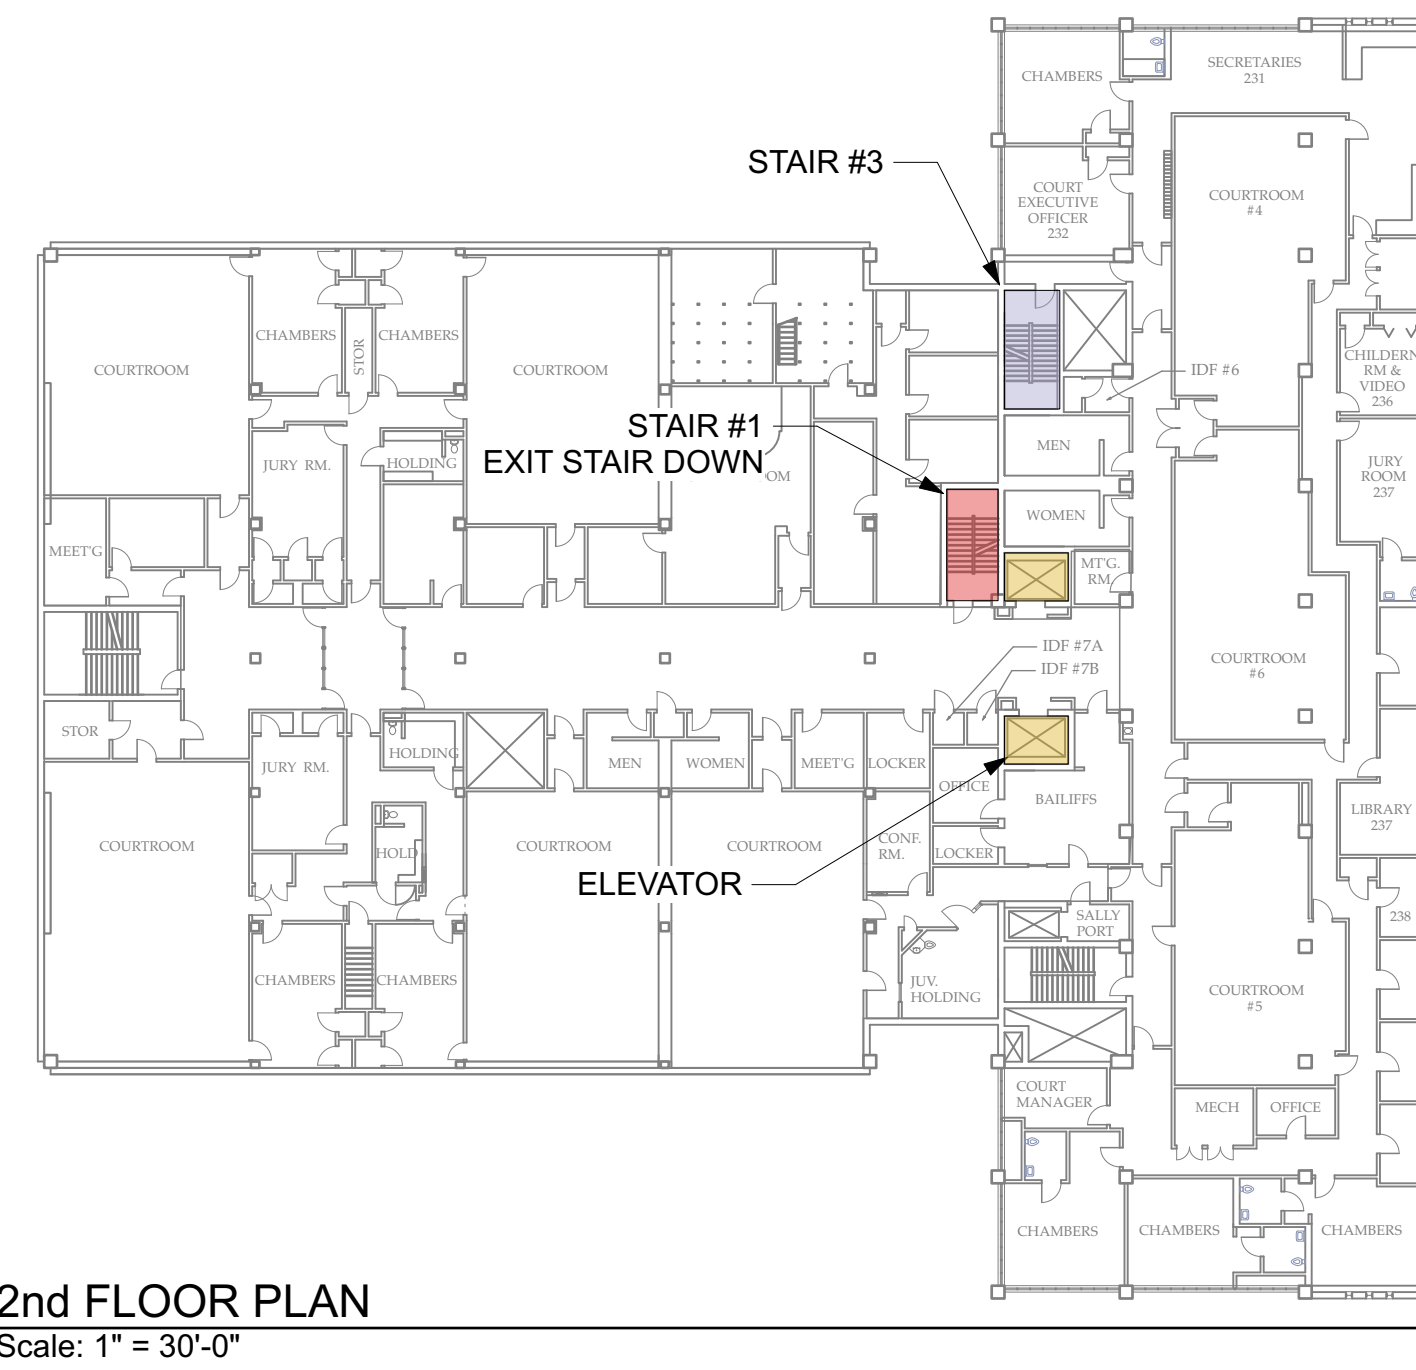 CHAMBERS
SECRETARIES
231
STAIR #3
COURT
EXECUTIVE
OFFICER
232
COURTROOM
#4
CHAMBERS
STOR
CHAMBERS
COURTROOM
COURTROOM
IDF #6
CHILDERN
RM &
VIDEO
236
STAIR #1
EXIT STAIR DOWN
JURY RM.
HOLDING
OM
MEN
JURY
ROOM
237
WOMEN
MEET'G
MT'G.
RM.
IDF #7A
IDF #7B
COURTROOM
#6
STOR
JURY RM.
HOLDING
MEN
WOMEN
MEET'G
LOCKER
OFFICE
BAILIFFS
LIBRARY
237
COURTROOM
HOLD
COURTROOM
COURTROOM
CONF.
RM.
LOCKER
ELEVATOR
SALLY
PORT
238
CHAMBERS
CHAMBERS
JUV.
HOLDING
COURTROOM
#5
COURT
MANAGER
MECH
OFFICE
CHAMBERS
CHAMBERS
CHAMBERS
2nd FLOOR PLAN
Scale: 1" = 30'-0"